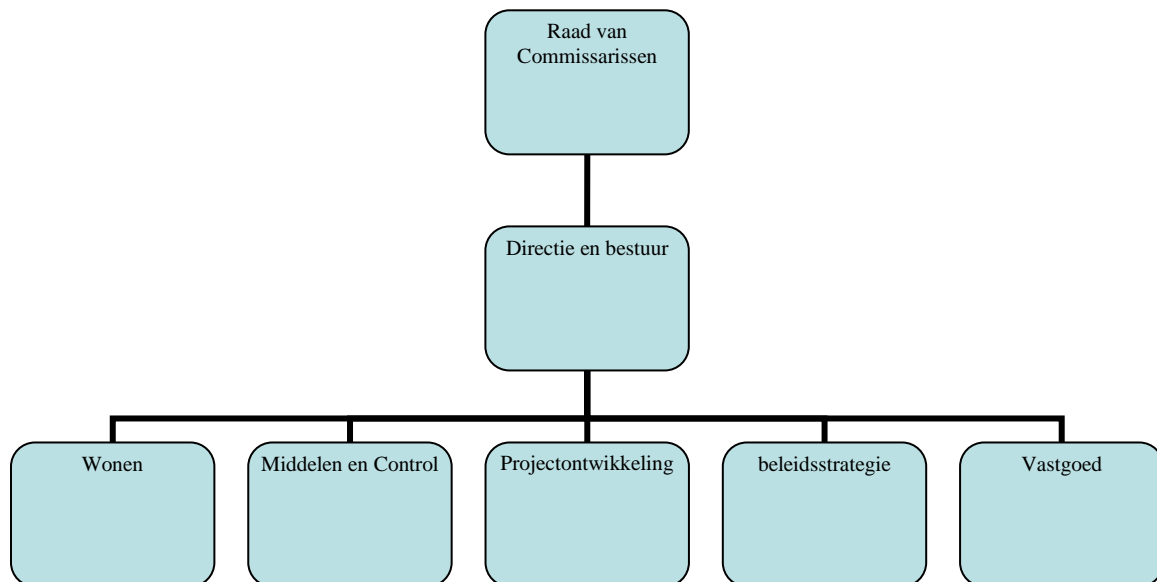 Raad van
Commissarissen
Directie en bestuur
Wonen
Middelen en Control
Projectontwikkeling
beleidsstrategie
Vastgoed